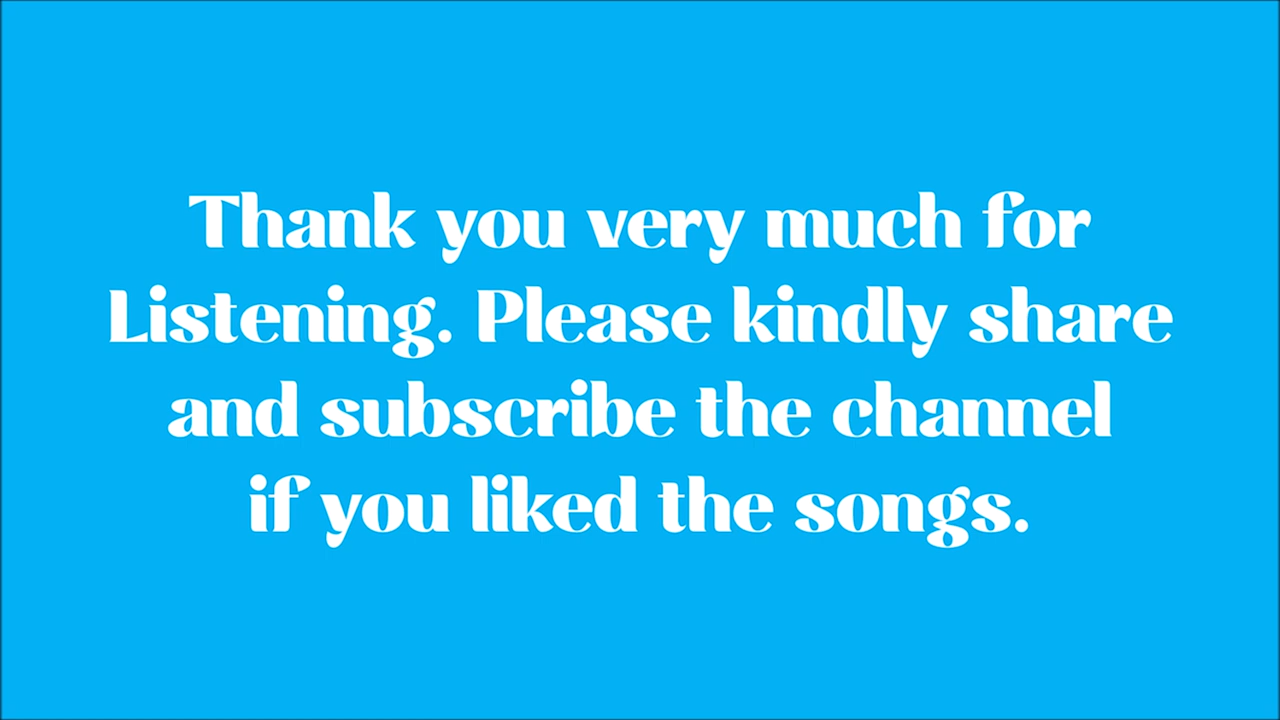 Thank you very much for
Listening. Please kindly share
and subscribe the channel
if you liked the songs.